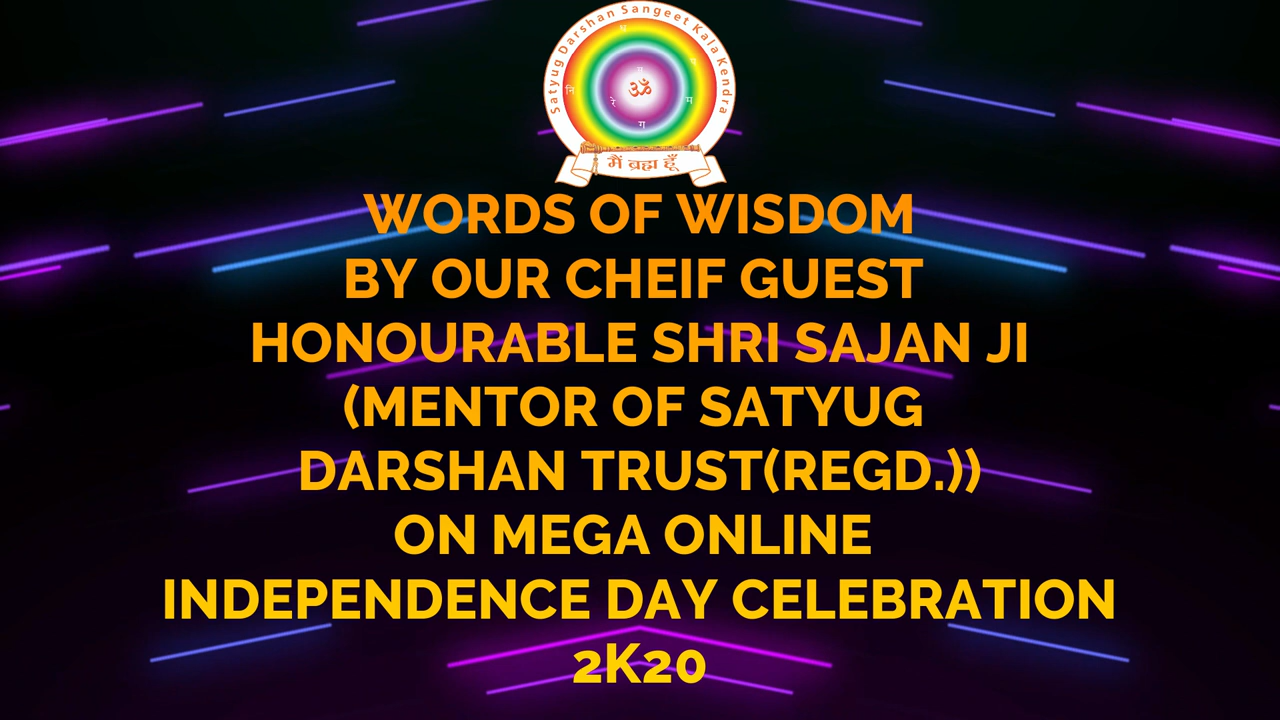 Satyug Darshan Sangeet Kala Kendra
ॐ
नि
रे
ग
म
मैं ब्रह्म हूँ
WORDS OF WISDOM
BY OUR CHEIF GUEST
HONOURABLE SHRI SAJAN JI
(MENTOR OF SATYUG
DARSHAN TRUST(REGD.))
ON MEGA ONLINE
INDEPENDENCE DAY CELEBRATION
2K20